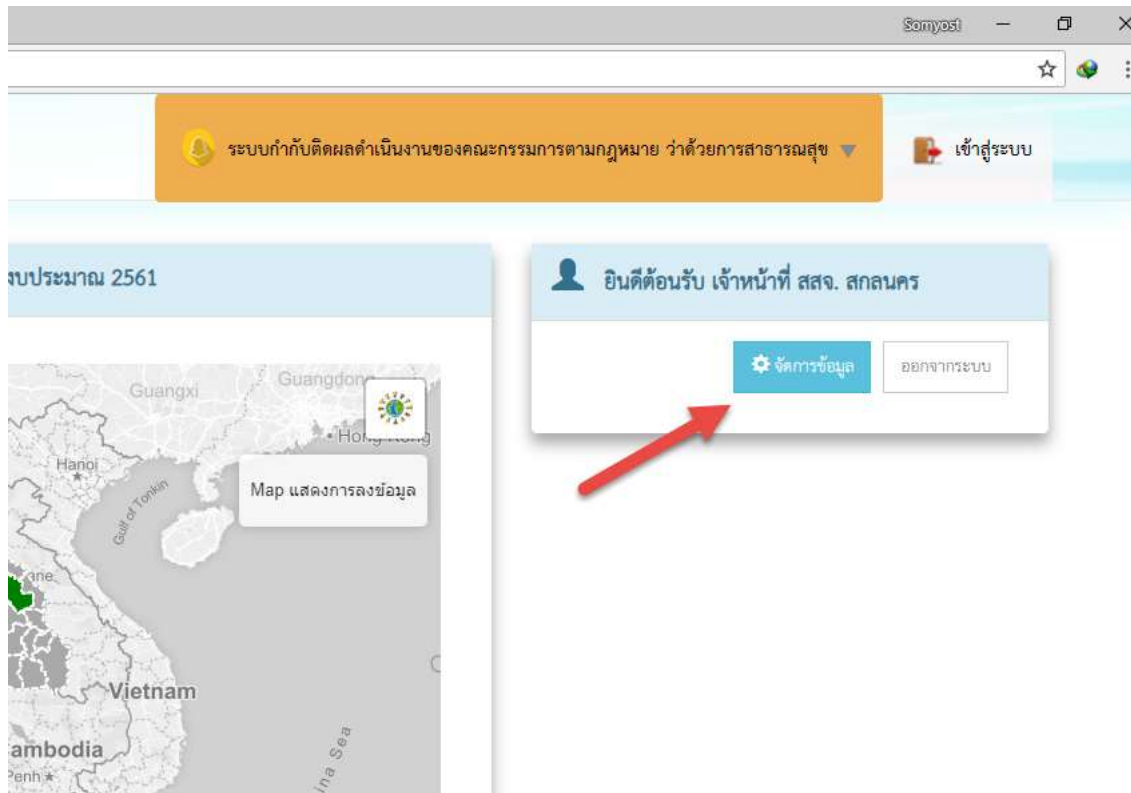 Somyost
ระบบกำกับติดผลดำเนินงานของคณะกรรมการตามกฎหมาย ว่าด้วยการสาธารณสุข
เข้าสู่ระบบ
งบประมาณ 2561
ยินดีต้อนรับ เจ้าหน้าที่ สสจ. สกลนคร
จัดการข้อมูล
ออกจากระบบ
Guangxi
Guangdong
Hong Kong
Hanoi
Gulf of Tonkin
Map แสดงการลงข้อมูล
ane
Vietnam
ambodia
Penh
ina Sea